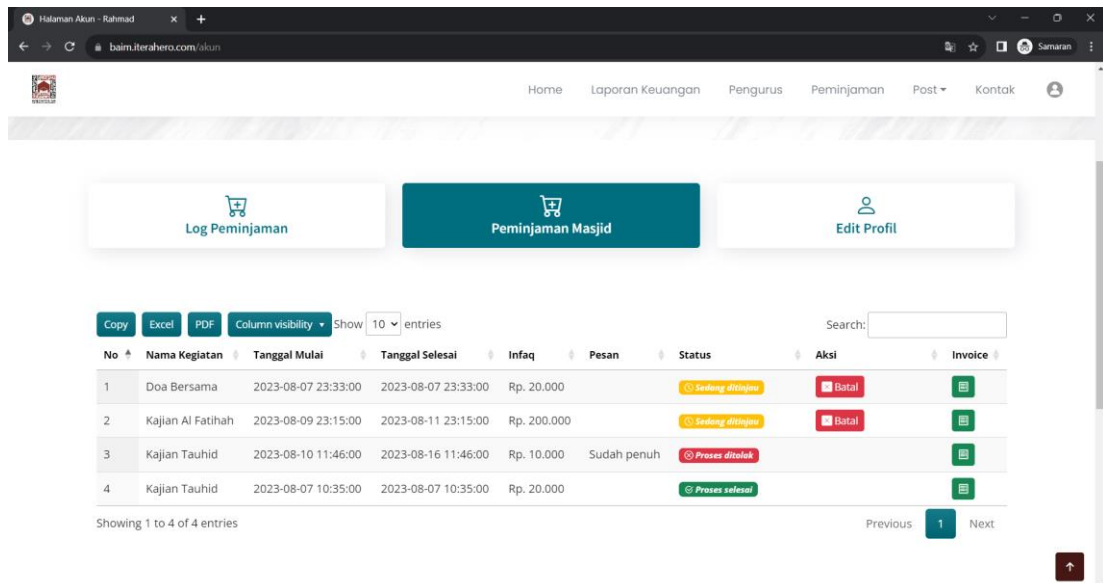 Halaman Akun - Rahmad
baim.iterahero.com/akun
Samaran
Home Laporan Keuangan Pengurus Peminjaman Post Kontak
Log Peminjaman
Peminjaman Masjid
Edit Profil
Copy Excel PDF Column visibility Show 10 entries Search:
No Nama Kegiatan Tanggal Mulai Tanggal Selesai Infaq Pesan Status Aksi Invoice
1 Doa Bersama 2023-08-07 23:33:00 2023-08-07 23:33:00 Rp. 20.000 Sedang ditinjau Batal
2 Kajian Al Fatihah 2023-08-09 23:15:00 2023-08-11 23:15:00 Rp. 200.000 Sedang ditinjau Batal
3 Kajian Tauhid 2023-08-10 11:46:00 2023-08-16 11:46:00 Rp. 10.000 Sudah penuh Proses ditolak
4 Kajian Tauhid 2023-08-07 10:35:00 2023-08-07 10:35:00 Rp. 20.000 Proses selesai
Showing 1 to 4 of 4 entries Previous 1 Next